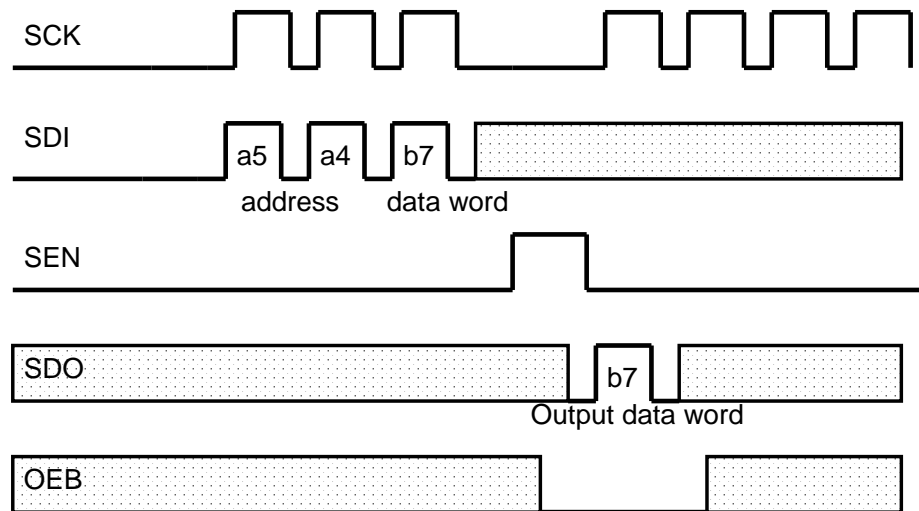 SCK
SDI
a5 a4 b7
address data word
SEN
SDO
b7
Output data word
OEB